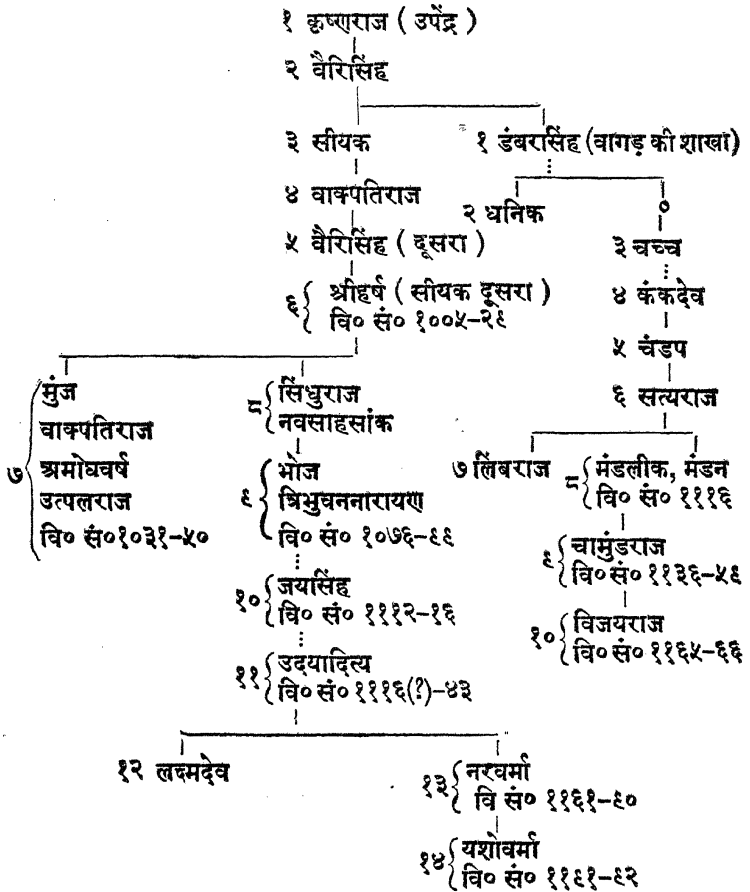 १ कृष्णराज ( उपेंद्र )
२ वैरिसिंह
३ सीयक
१ डंबरसिंह (वागड़ की शाखा)
४ वाक्पतिराज
२ धनिक
०
५ वैरिसिंह ( दूसरा )
३ चच्च
६ श्रीहर्ष ( सीयक दूसरा )
वि० सं० १००५-२९
४ कंकदेव
५ चंडप
६ सत्यराज
७ मुंज
वाक्पतिराज
अमोघवर्ष
उत्पलराज
वि० सं०१०३१-५०
८ सिंधुराज
नवसाहसांक
९ भोज
त्रिभुवननारायण
वि० सं० १०७६-९९
७ लिंबराज
८ मंडलीक, मंडन
वि० सं० १११६
९ चामुंडराज
वि० सं० ११३६-५९
१० जयसिंह
वि० सं० १११२-१६
१० विजयराज
वि० सं० ११६५-६६
११ उदयादित्य
वि० सं० १११६(?)-४३
१२ लक्ष्मदेव
१३ नरवर्मा
वि सं० ११६१-९०
१४ यशोवर्मा
वि० सं० ११९१-९२